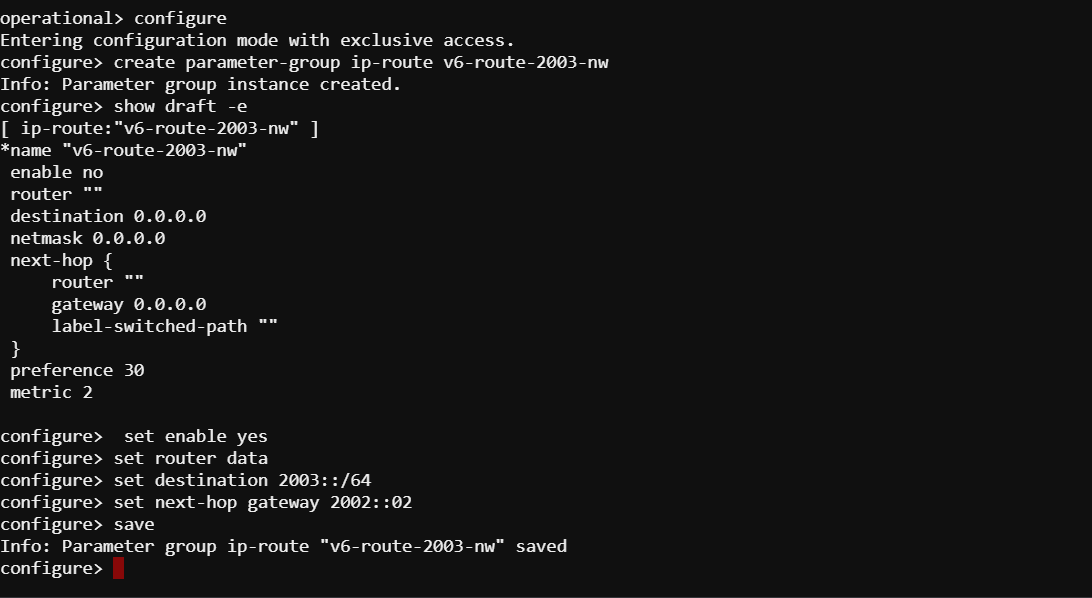 operational> configure
Entering configuration mode with exclusive access.
configure> create parameter-group ip-route v6-route-2003-nw
Info: Parameter group instance created.
configure> show draft -e
[ ip-route:"v6-route-2003-nw" ]
*name "v6-route-2003-nw"
 enable no
 router ""
 destination 0.0.0.0
 netmask 0.0.0.0
 next-hop {
     router ""
     gateway 0.0.0.0
     label-switched-path ""
 }
 preference 30
 metric 2

configure>  set enable yes
configure> set router data
configure> set destination 2003::/64
configure> set next-hop gateway 2002::02
configure> save
Info: Parameter group ip-route "v6-route-2003-nw" saved
configure>